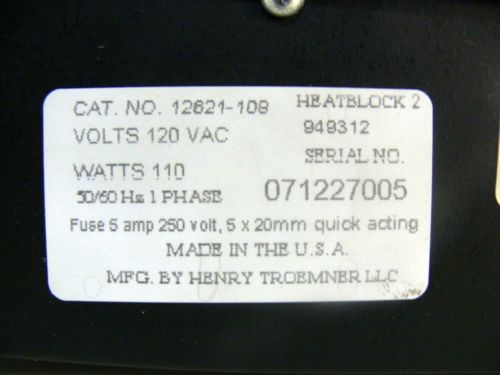 CAT. NO. 12621-108
HEATBLOCK 2
VOLTS 120 VAC
949312
SERIAL NO.
WATTS 110
50/60 Hz 1 PHASE
071227005
Fuse 5 amp 250 volt, 5 x 20mm quick acting
MADE IN THE U.S.A.
MFG. BY HENRY TROEMNER LLC